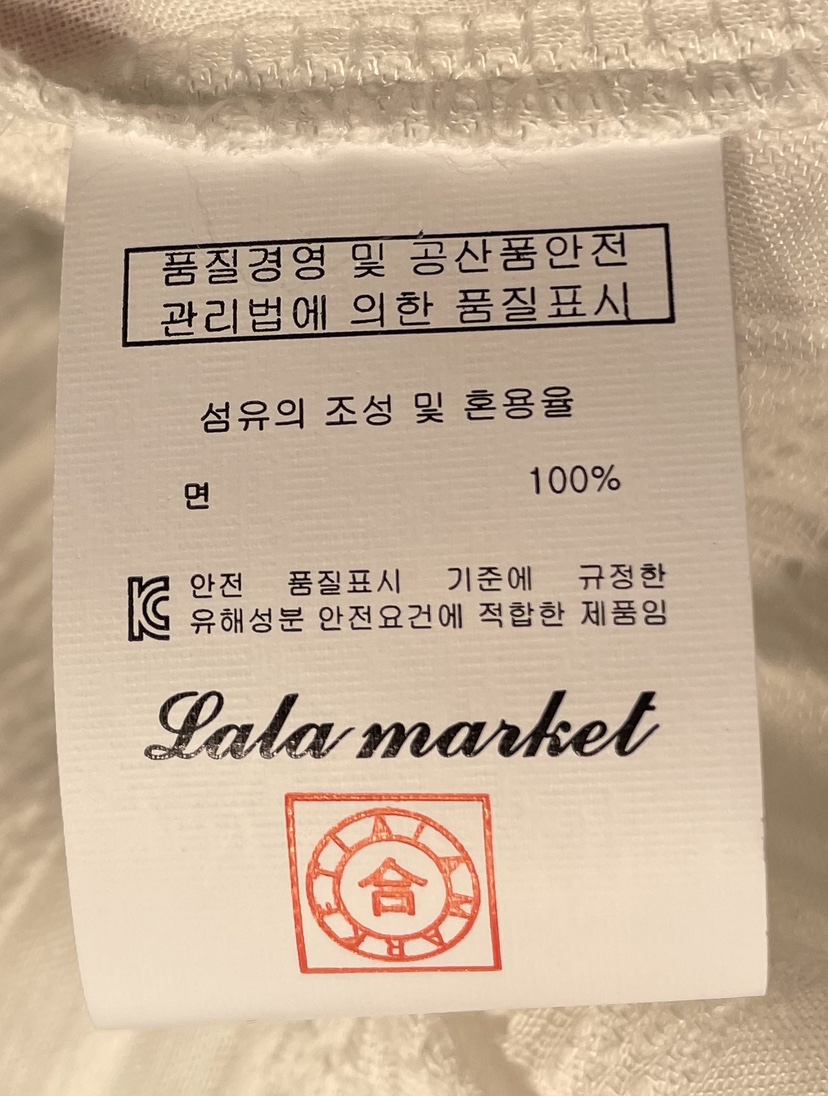 품질경영 및 공산품안전
관리법에 의한 품질표시
섬유의 조성 및 혼용율
면 100%
KC 안전 품질표시 기준에 규정한
유해성분 안전요건에 적합한 제품임
Lala market
LALA MARKET
合